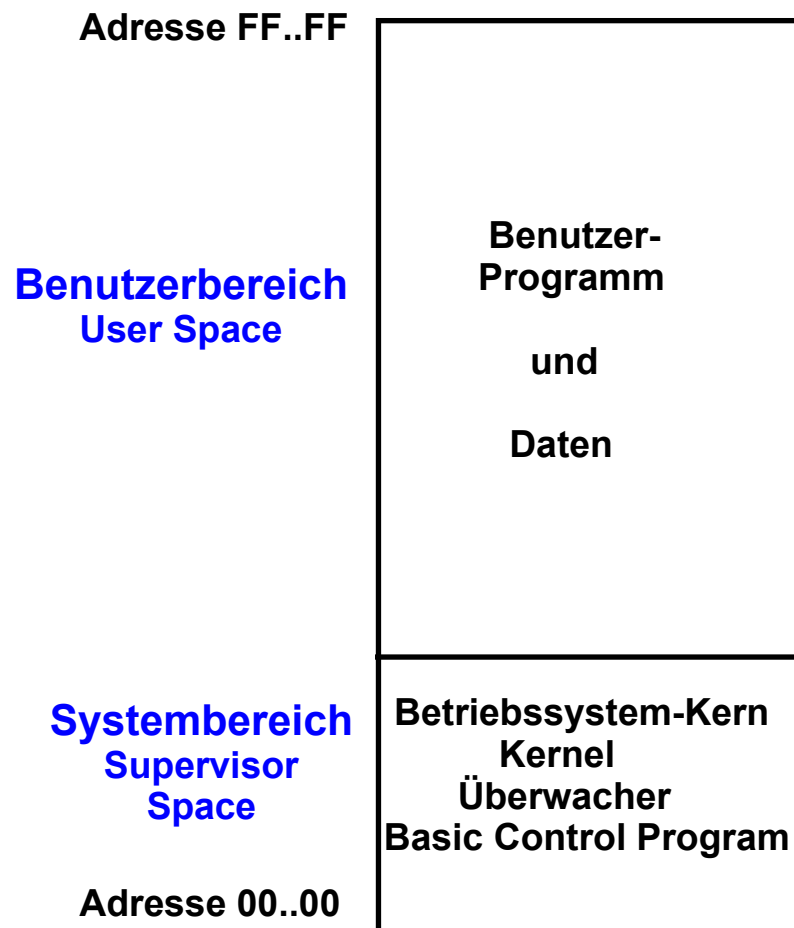 Adresse FF..FF
Benutzerbereich
User Space
Benutzer-
Programm
und
Daten
Systembereich
Supervisor
Space
Betriebssystem-Kern
Kernel
Überwacher
Basic Control Program
Adresse 00..00